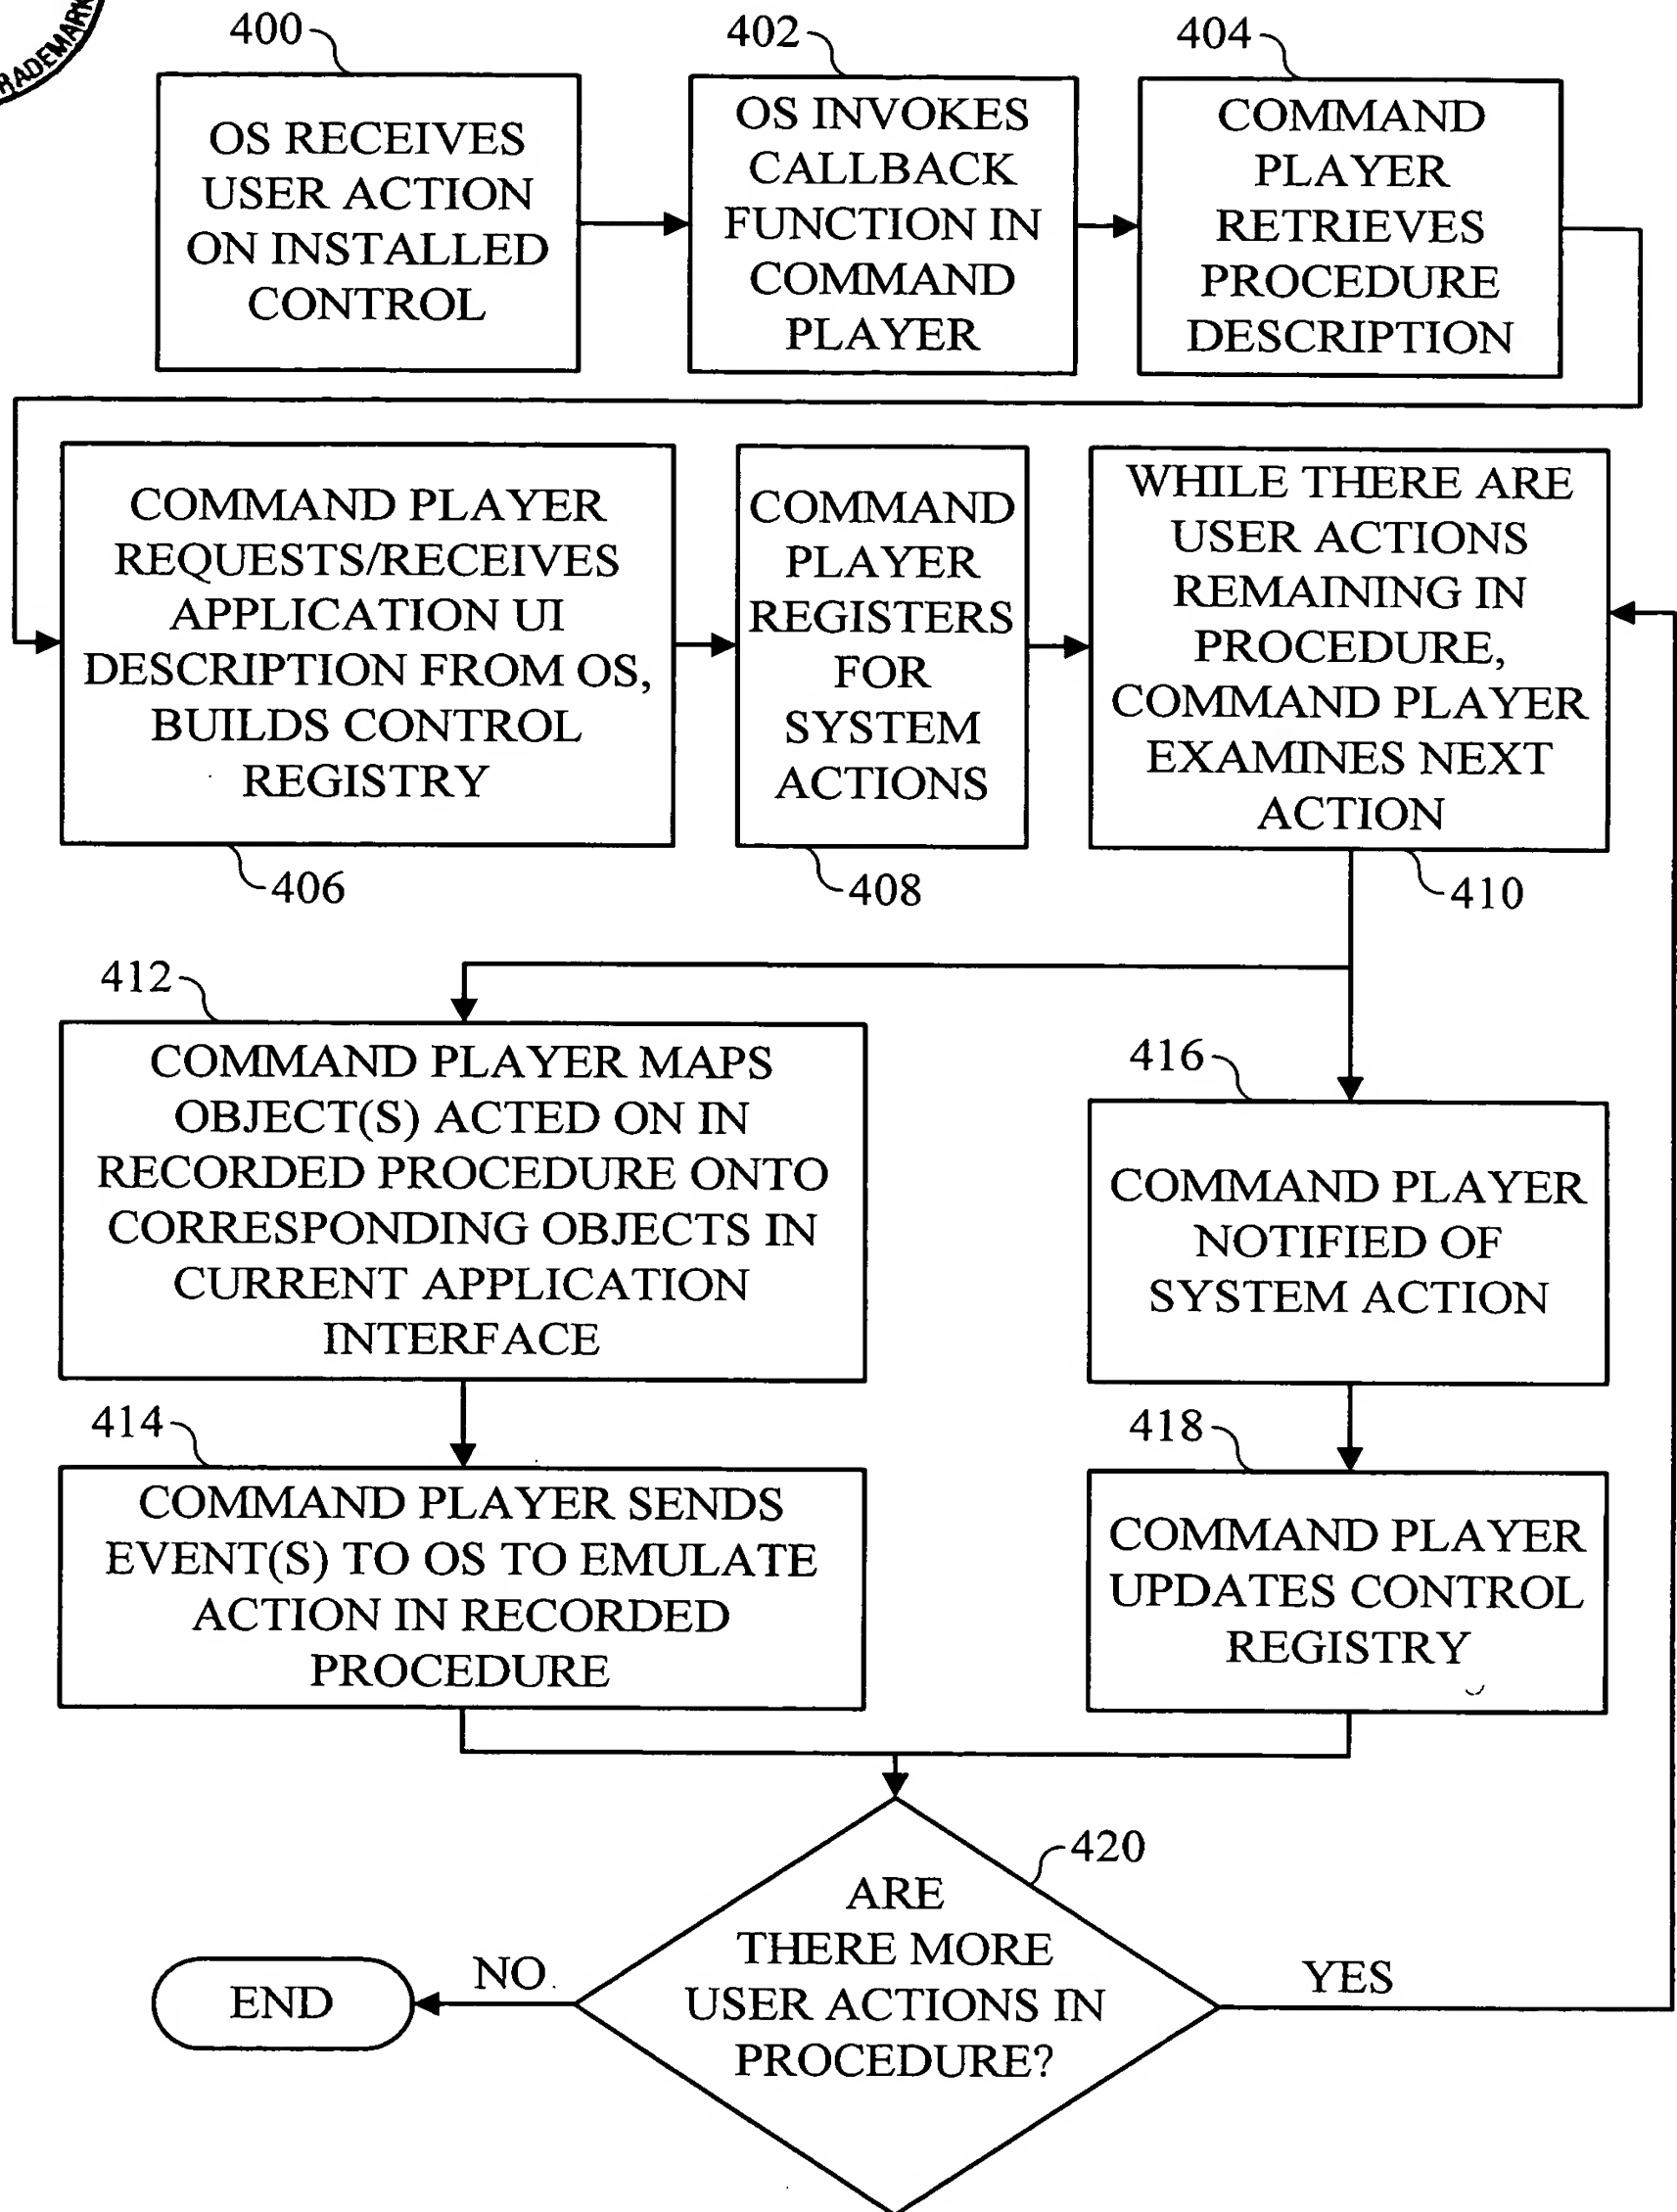 RADEMARK
400
402
404
OS RECEIVES
USER ACTION
ON INSTALLED
CONTROL
OS INVOKES
CALLBACK
FUNCTION IN
COMMAND
PLAYER
COMMAND
PLAYER
RETRIEVES
PROCEDURE
DESCRIPTION
COMMAND PLAYER
REQUESTS/RECEIVES
APPLICATION UI
DESCRIPTION FROM OS,
BUILDS CONTROL
REGISTRY
406
COMMAND
PLAYER
REGISTERS
FOR
SYSTEM
ACTIONS
408
WHILE THERE ARE
USER ACTIONS
REMAINING IN
PROCEDURE,
COMMAND PLAYER
EXAMINES NEXT
ACTION
410
412
COMMAND PLAYER MAPS
OBJECT(S) ACTED ON IN
RECORDED PROCEDURE ONTO
CORRESPONDING OBJECTS IN
CURRENT APPLICATION
INTERFACE
416
COMMAND PLAYER
NOTIFIED OF
SYSTEM ACTION
414
COMMAND PLAYER SENDS
EVENT(S) TO OS TO EMULATE
ACTION IN RECORDED
PROCEDURE
418
COMMAND PLAYER
UPDATES CONTROL
REGISTRY
420
ARE
THERE MORE
USER ACTIONS IN
PROCEDURE?
NO
END
YES